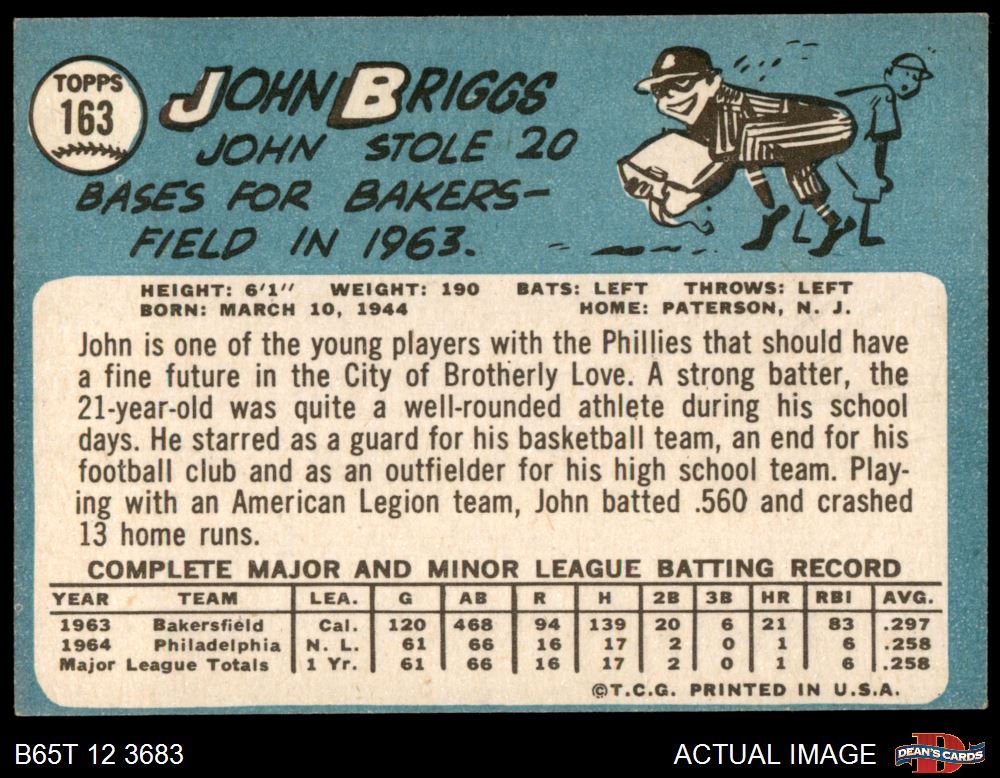 TOPPS
163
JOHN BRIGGS
JOHN STOLE 20
BASES FOR BAKERS-
FIELD IN 1963.
HEIGHT: 6'1" WEIGHT: 190 BATS: LEFT THROWS: LEFT
BORN: MARCH 10, 1944 HOME: PATERSON, N. J.
John is one of the young players with the Phillies that should have
a fine future in the City of Brotherly Love. A strong batter, the
21-year-old was quite a well-rounded athlete during his school
days. He starred as a guard for his basketball team, an end for his
football club and as an outfielder for his high school team. Play-
ing with an American Legion team, John batted .560 and crashed
13 home runs.
COMPLETE MAJOR AND MINOR LEAGUE BATTING RECORD
YEAR TEAM LEA. G AB R H 2B 3B HR RBI AVG.
1963 Bakersfield Cal. 120 468 94 139 20 6 21 83 .297
1964 Philadelphia N. L. 61 66 16 17 2 0 1 6 .258
Major League Totals 1 Yr. 61 66 16 17 2 0 1 6 .258
©T.C.G. PRINTED IN U.S.A.
B65T 12 3683 ACTUAL IMAGE DEAN'S CARDS